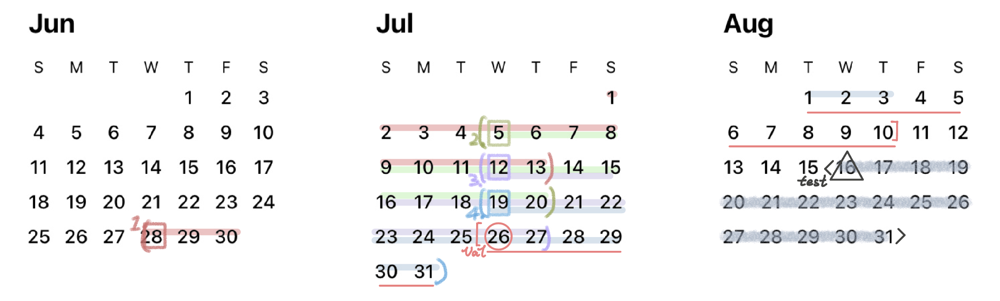 Jun Jul Aug
S M T W T F S S M T W T F S S M T W T F S
1 2 3 1 1 2 3 4 5
4 5 6 7 8 9 10 2 3 4 2 ( 5 6 7 8 6 7 8 9 10 ] 11 12
11 12 13 14 15 16 17 9 10 11 3 ( 12 13 ) 14 15 13 14 15 < 16 17 18 19
test
18 19 20 21 22 23 24 16 17 18 4 ( 19 20 ) 21 22 20 21 22 23 24 25 26
25 26 27 1 ( 28 29 30 23 24 25 [ 26 27 ) 28 29 27 28 29 30 31 >
val
30 31 )